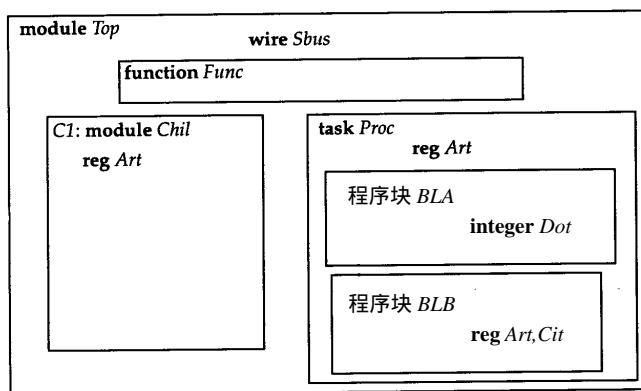 module Top
wire Sbus
function Func
C1: module Chil
reg Art
task Proc
reg Art
程序块 BLA
integer Dot
程序块 BLB
reg Art,Cit